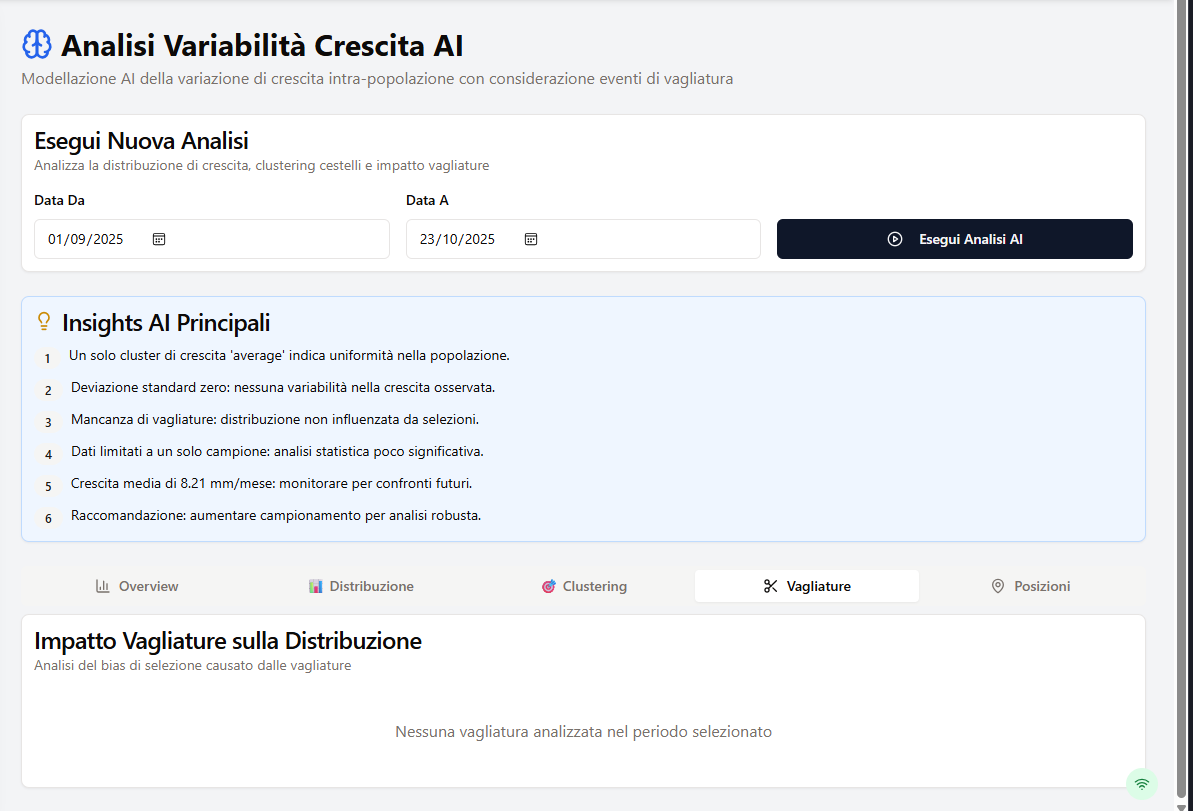 Analisi Variabilità Crescita AI
Modellazione AI della variazione di crescita intra-popolazione con considerazione eventi di vagliatura
Esegui Nuova Analisi
Analizza la distribuzione di crescita, clustering cestelli e impatto vagliature
Data Da
Data A
01/09/2025
23/10/2025
Esegui Analisi AI
Insights AI Principali
1 Un solo cluster di crescita 'average' indica uniformità nella popolazione.
2 Deviazione standard zero: nessuna variabilità nella crescita osservata.
3 Mancanza di vagliature: distribuzione non influenzata da selezioni.
4 Dati limitati a un solo campione: analisi statistica poco significativa.
5 Crescita media di 8.21 mm/mese: monitorare per confronti futuri.
6 Raccomandazione: aumentare campionamento per analisi robusta.
Overview
Distribuzione
Clustering
Vagliature
Posizioni
Impatto Vagliature sulla Distribuzione
Analisi del bias di selezione causato dalle vagliature
Nessuna vagliatura analizzata nel periodo selezionato